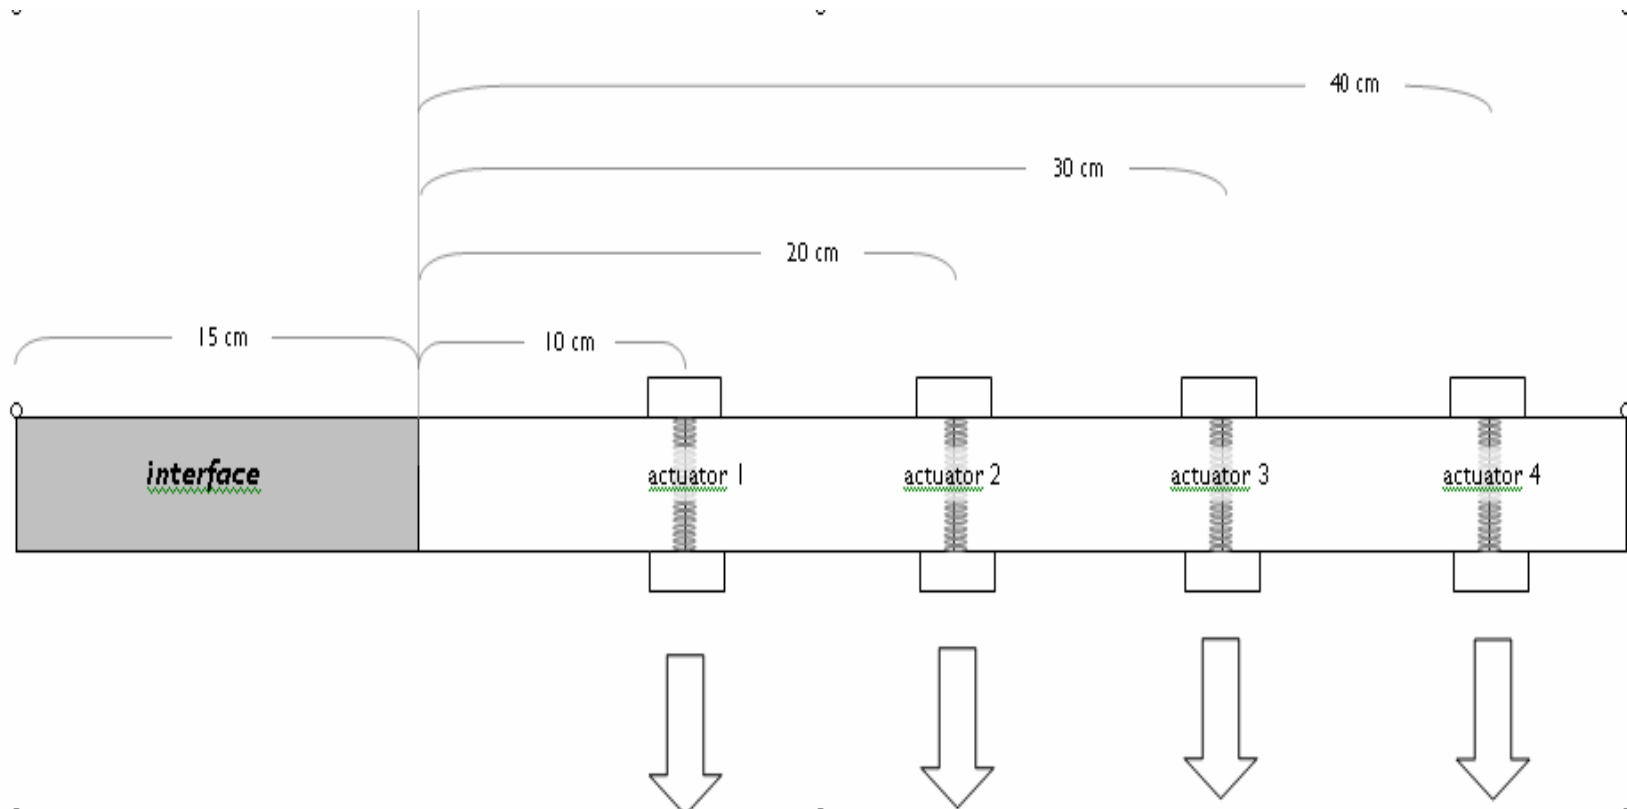 40 cm
30 cm
20 cm
15 cm
10 cm
interface
actuator 1
actuator 2
actuator 3
actuator 4